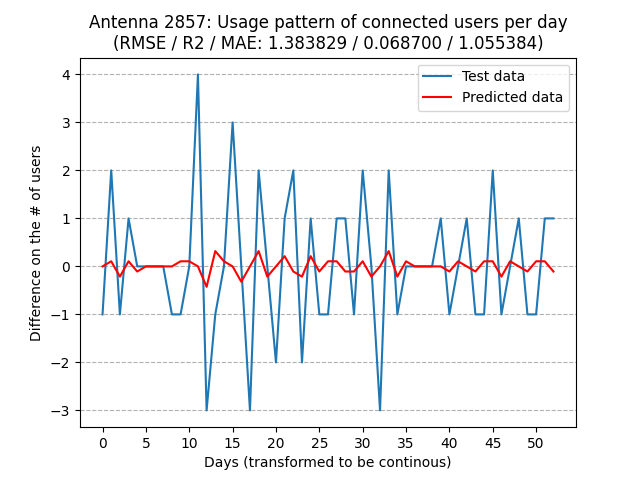 Antenna 2857: Usage pattern of connected users per day
(RMSE / R2 / MAE: 1.383829 / 0.068700 / 1.055384)
Test data
Predicted data
4
3
2
1
0
−1
−2
−3
Difference on the # of users
0 5 10 15 20 25 30 35 40 45 50
Days (transformed to be continous)